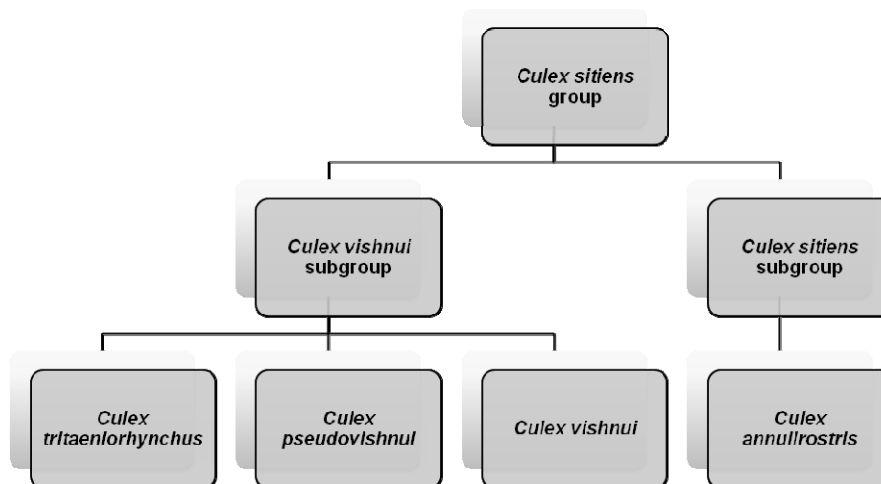 Culex sitiens
group
Culex vishnui
subgroup
Culex sitiens
subgroup
Culex
tritaeniorhynchus
Culex
pseudovishnui
Culex vishnui
Culex
annulirostris